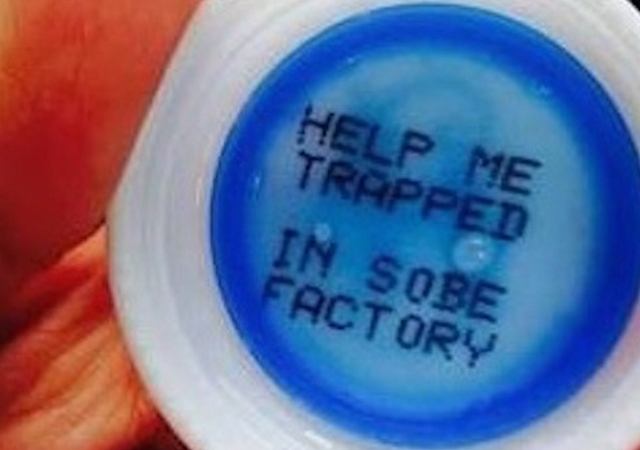 HELP ME
TRAPPED
IN SOBE
FACTORY